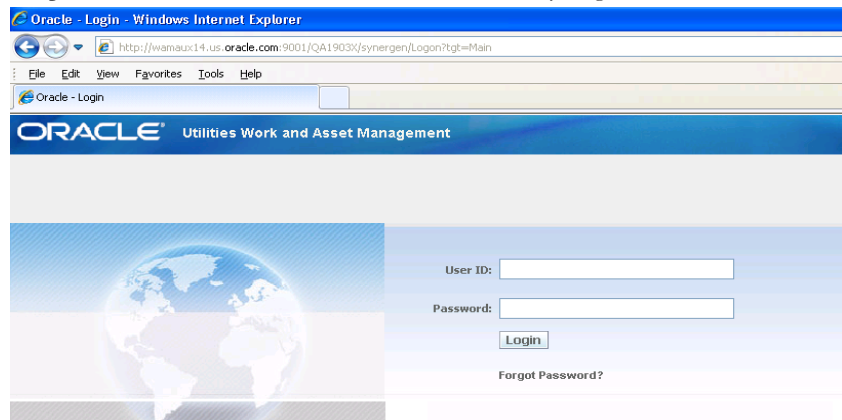 Oracle - Login - Windows Internet Explorer
http://wamaux14.us.oracle.com:9001/QA1903X/synergen/Logon?tgt=Main
File Edit View Favorites Tools Help
Oracle - Login
ORACLE® Utilities Work and Asset Management
User ID:
Password:
Login
Forgot Password?